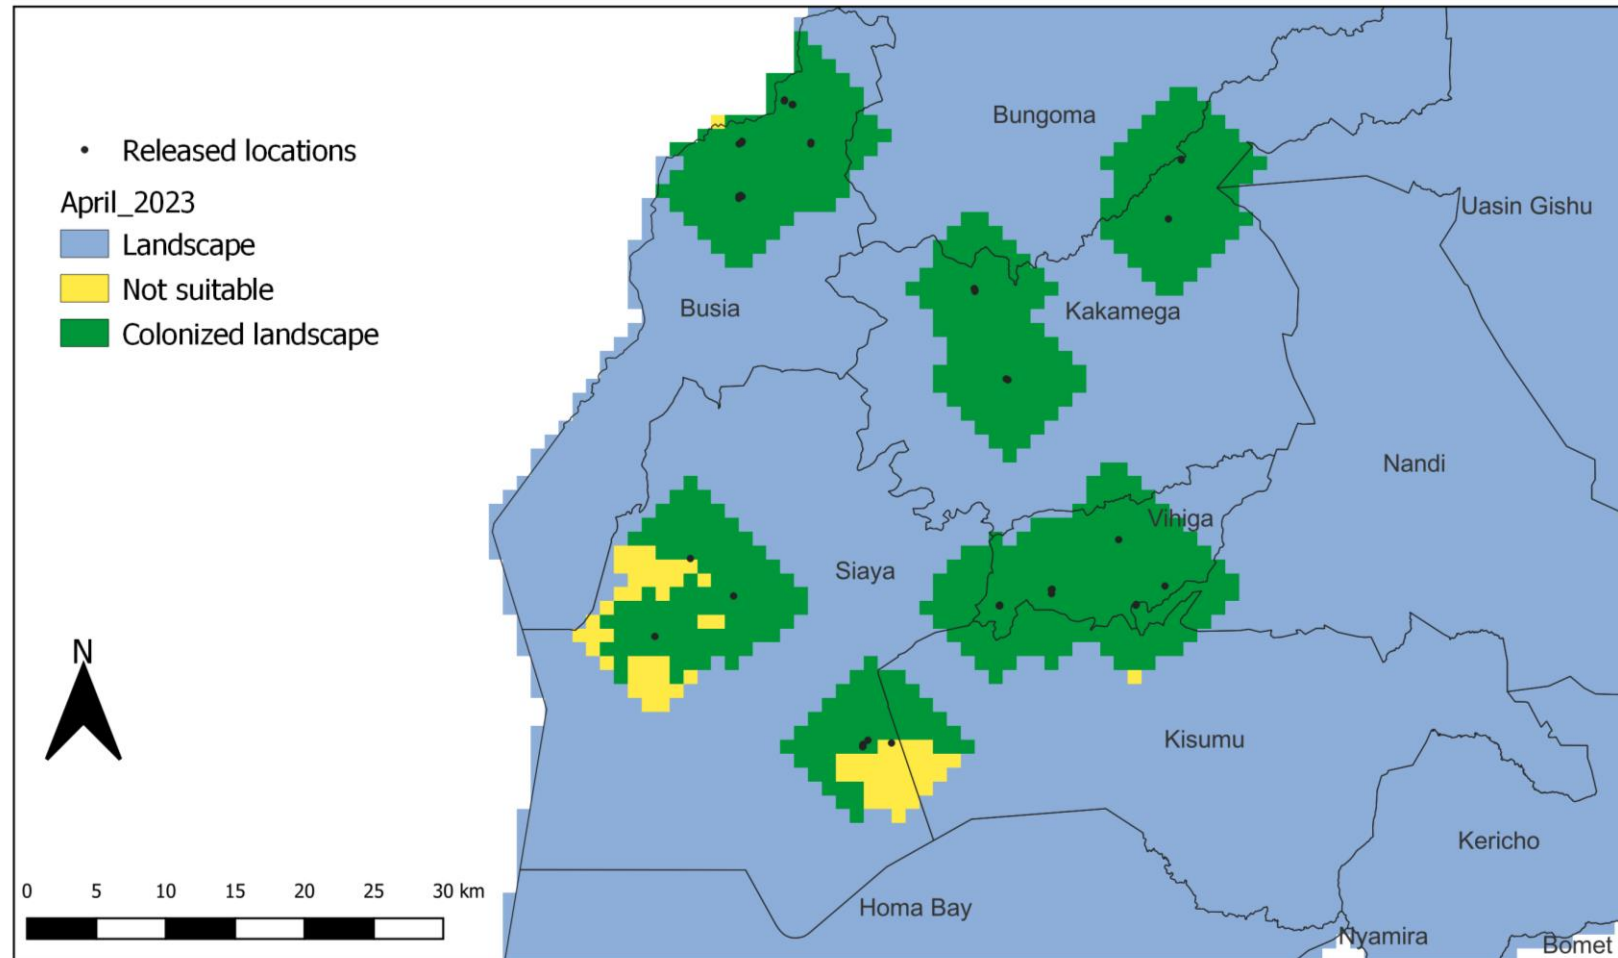 Released locations
April_2023
Landscape
Not suitable
Colonized landscape
Bungoma
Uasin Gishu
Busia
Kakamega
Nandi
Vihiga
Siaya
Kisumu
Kericho
Homa Bay
Nyamira
Bomet
N
0 5 10 15 20 25 30 km